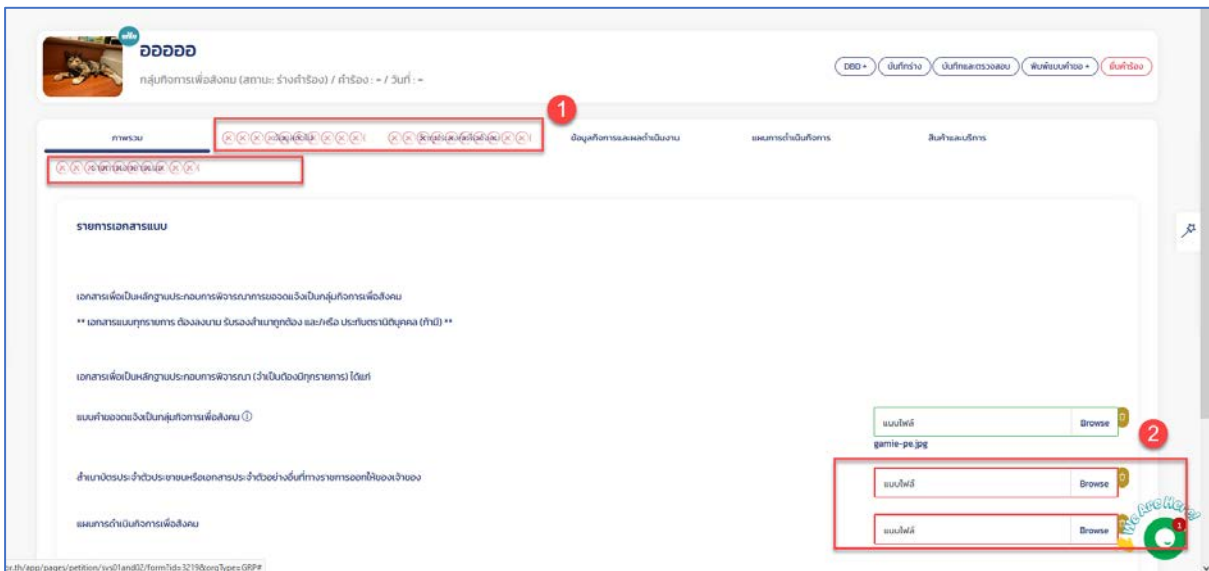 ออออ
กลุ่มกิจการเพื่อสังคม (สถานะ: ร่างคำร้อง) / คำร้อง : - / วันที่ : -
DBD + บันทึกร่าง บันทึกและตรวจสอบ พิมพ์แบบคำขอ + ยื่นคำร้อง
1
ภาพรวม ข้อมูลทั่วไป ข้อมูลกิจการและผลดำเนินงาน แผนการดำเนินกิจการ สินค้าและบริการ
รายการเอกสารแนบ
เอกสารเพื่อเป็นหลักฐานประกอบการพิจารณาการขอจดแจ้งเป็นกลุ่มกิจการเพื่อสังคม
** เอกสารแนบทุกรายการ ต้องลงนาม รับรองสำเนาถูกต้อง และ/หรือ ประทับตรานิติบุคคล (ถ้ามี) **
เอกสารเพื่อเป็นหลักฐานประกอบการพิจารณา (จำเป็นต้องมีทุกรายการ) ได้แก่
แบบคำขอจดแจ้งเป็นกลุ่มกิจการเพื่อสังคม
แนบไฟล์ Browse
gamie-pe.jpg
2
สำเนาบัตรประจำตัวประชาชนหรือเอกสารประจำตัวอย่างอื่นที่ทางราชการออกให้ของเจ้าของ
แนบไฟล์ Browse
แผนการดำเนินกิจการเพื่อสังคม
แนบไฟล์ Browse
We Are Here!
1
or.th/app/pages/petition/sys01and02/form?id=3219&orgType=GRP#